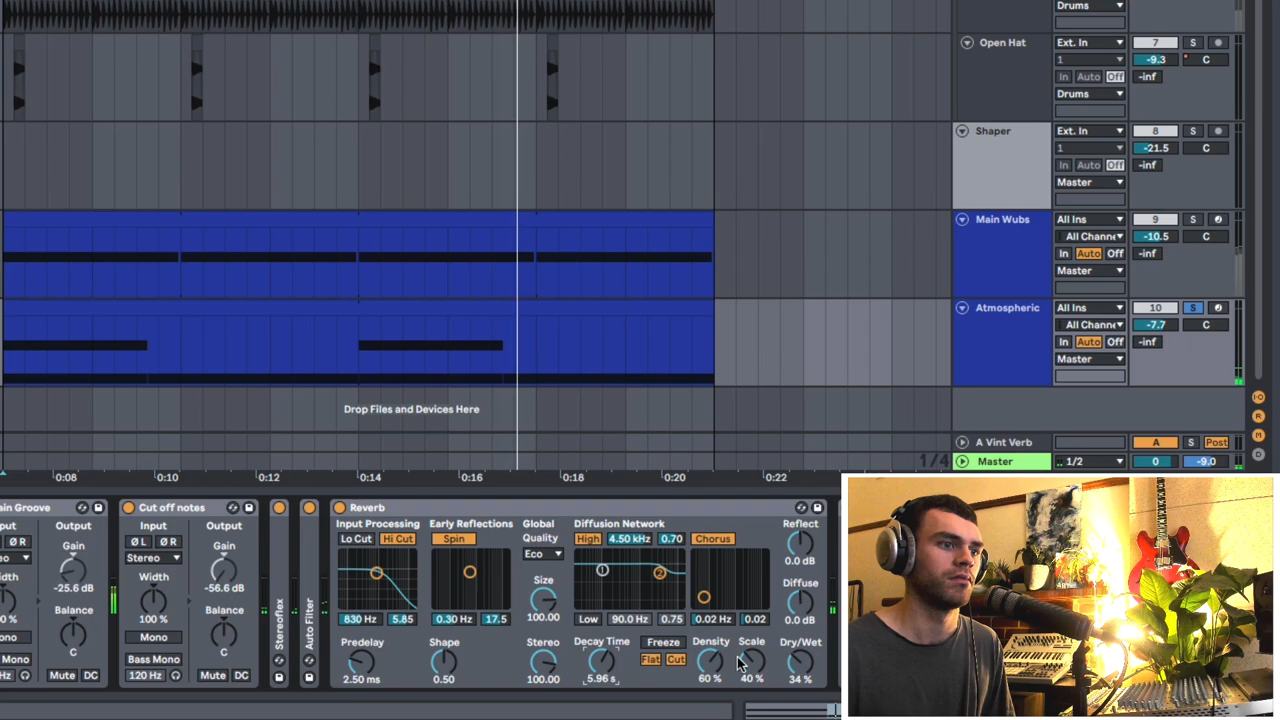 Drums
Open Hat Ext. In 7 S
1 -9.3 C
In Auto Off -inf
Drums
Shaper Ext. In 8 S
1 -21.5 C
In Auto Off -inf
Master
Main Wubs All Ins 9 S
All Channe -10.5 C
In Auto Off -inf
Master
Atmospheric All Ins 10 S
All Channe -7.7 C
In Auto Off -inf
Master
Drop Files and Devices Here
A Vint Verb A S Post
1/4 Master 1/2 0 -9.0
0:08 0:10 0:12 0:14 0:16 0:18 0:20 0:22
I·O
R
M
D
ain Groove
Output
Ø R
Gain
-25.6 dB
Balance
C
Mono
Mute DC
Cut off notes
Input Output
Ø L Ø R Gain
Stereo
-56.6 dB
Width
100 %
Balance
Mono
C
Bass Mono
120 Hz Mute DC
Stereoflex
Auto Filter
Reverb
Input Processing Early Reflections Global Diffusion Network Reflect
Lo Cut Hi Cut Spin Quality High 4.50 kHz 0.70 Chorus
Eco 0.0 dB
Size Diffuse
100.00 0.0 dB
830 Hz 5.85 0.30 Hz 17.5 Low 90.0 Hz 0.75 0.02 Hz 0.02
Predelay Shape Stereo Decay Time Freeze Density Scale Dry/Wet
Flat Cut
2.50 ms 0.50 100.00 5.96 s 60 % 40 % 34 %